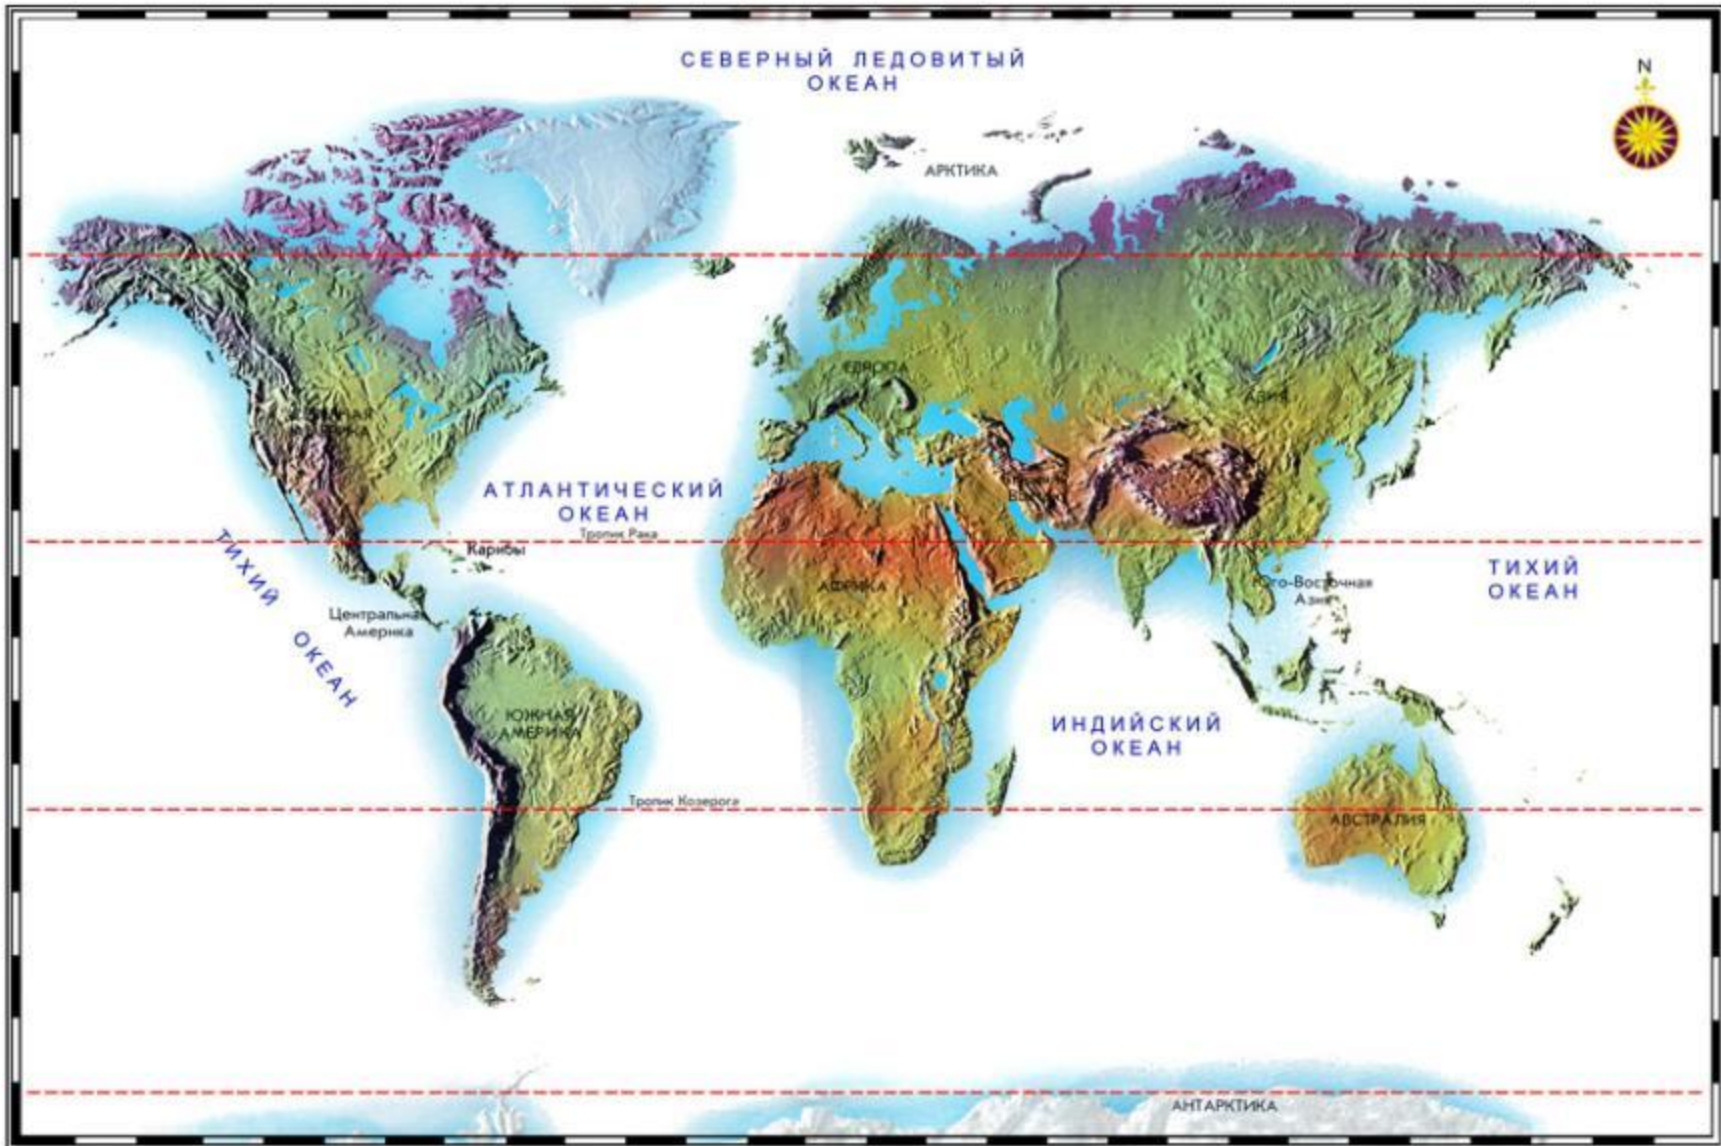 СЕВЕРНЫЙ ЛЕДОВИТЫЙ
ОКЕАН
N
АРКТИКА
ЕВРОПА
АЗИЯ
АТЛАНТИЧЕСКИЙ
ОКЕАН
Тропик Рака
ТИХИЙ ОКЕАН
Карибы
АФРИКА
Юго-Восточная
Азия
ТИХИЙ
ОКЕАН
Центральная
Америка
ЮЖНАЯ
АМЕРИКА
ИНДИЙСКИЙ
ОКЕАН
Тропик Козерога
АВСТРАЛИЯ
АНТАРКТИКА